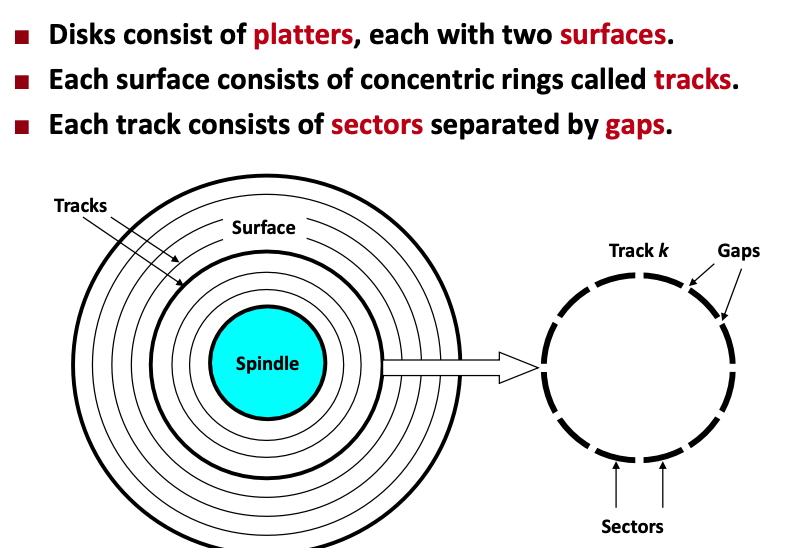 Disks consist of platters, each with two surfaces.
Each surface consists of concentric rings called tracks.
Each track consists of sectors separated by gaps.
Tracks
Surface
Spindle
Track k
Gaps
Sectors